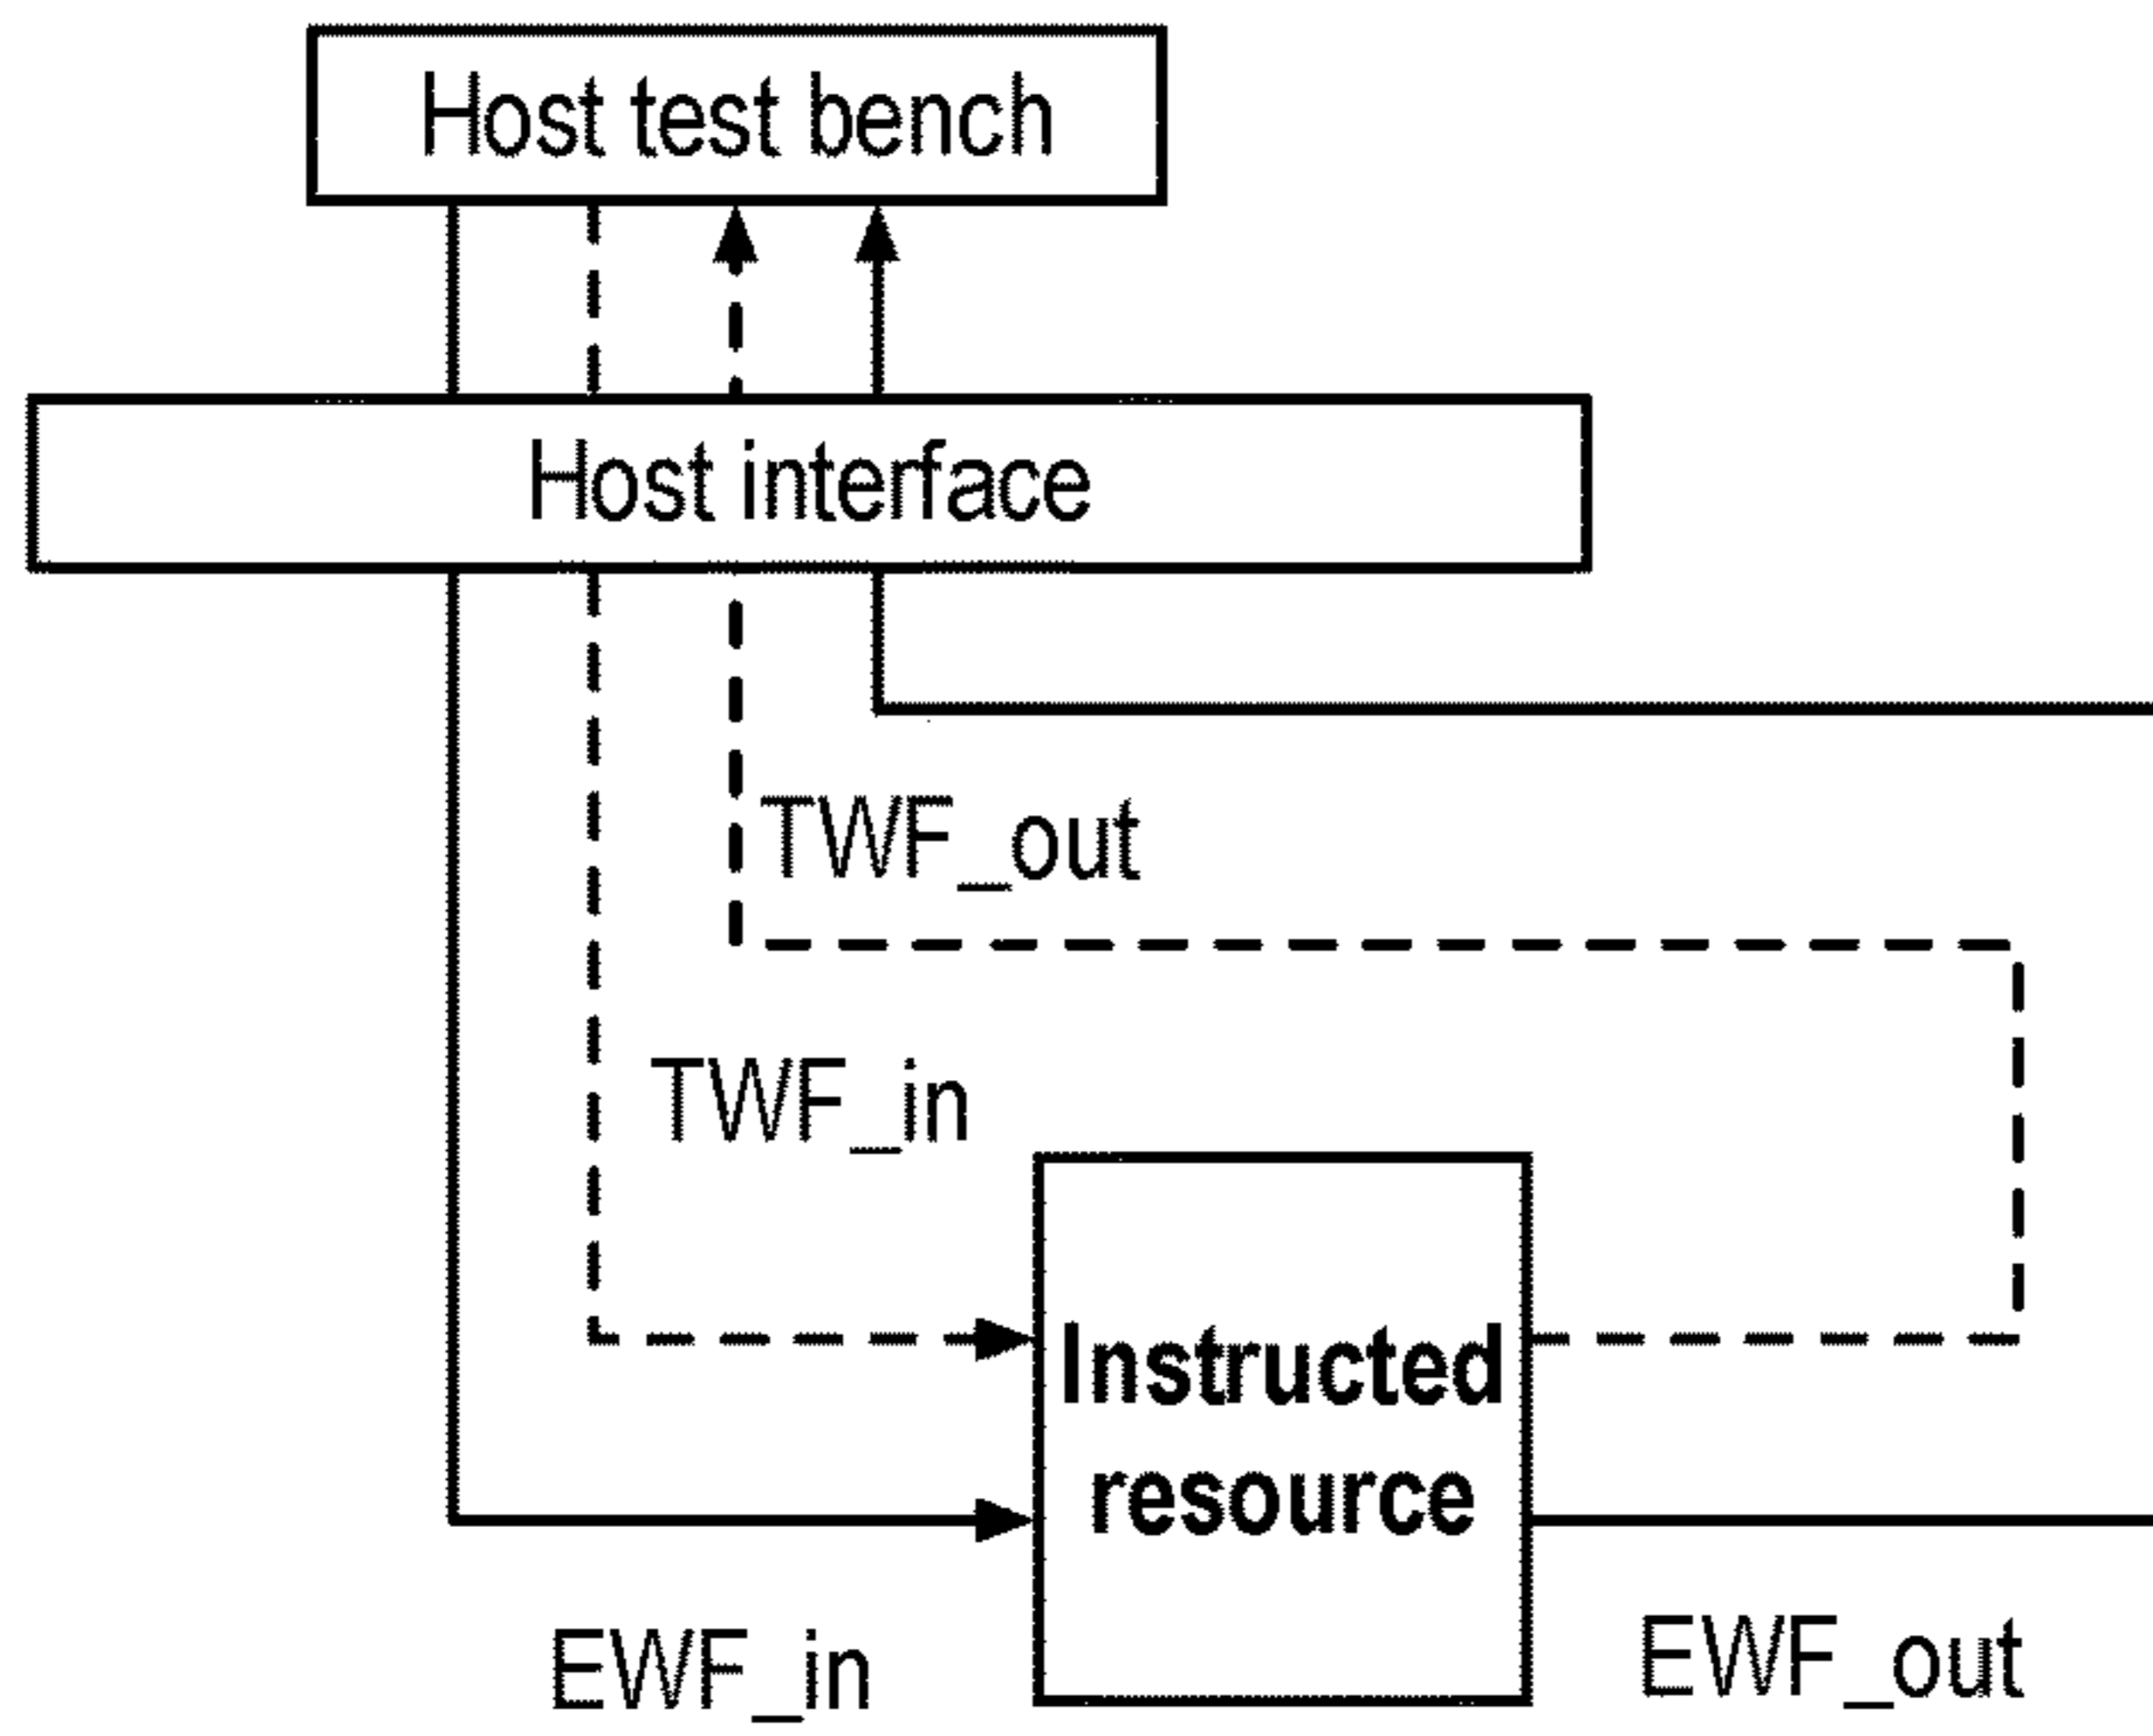 Host test bench
Host interface
TWF_out
TWF_in
Instructed
resource
EWF_in
EWF_out